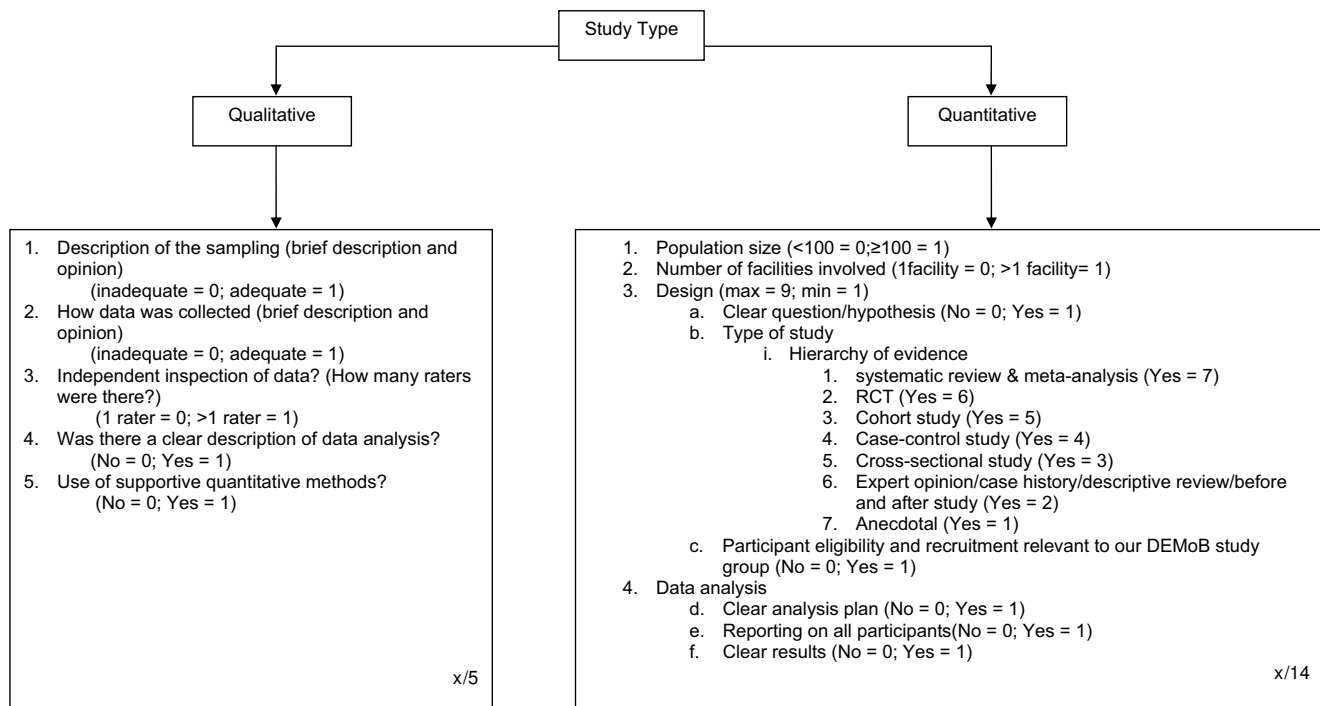 Study Type
Qualitative
Quantitative
1. Description of the sampling (brief description and
opinion)
(inadequate = 0; adequate = 1)
2. How data was collected (brief description and
opinion)
(inadequate = 0; adequate = 1)
3. Independent inspection of data? (How many raters
were there?)
(1 rater = 0; >1 rater = 1)
4. Was there a clear description of data analysis?
(No = 0; Yes = 1)
5. Use of supportive quantitative methods?
(No = 0; Yes = 1)
x/5
1. Population size (<100 = 0;≥100 = 1)
2. Number of facilities involved (1facility = 0; >1 facility= 1)
3. Design (max = 9; min = 1)
a. Clear question/hypothesis (No = 0; Yes = 1)
b. Type of study
i. Hierarchy of evidence
1. systematic review & meta-analysis (Yes = 7)
2. RCT (Yes = 6)
3. Cohort study (Yes = 5)
4. Case-control study (Yes = 4)
5. Cross-sectional study (Yes = 3)
6. Expert opinion/case history/descriptive review/before
and after study (Yes = 2)
7. Anecdotal (Yes = 1)
c. Participant eligibility and recruitment relevant to our DEMoB study
group (No = 0; Yes = 1)
4. Data analysis
d. Clear analysis plan (No = 0; Yes = 1)
e. Reporting on all participants(No = 0; Yes = 1)
f. Clear results (No = 0; Yes = 1)
x/14